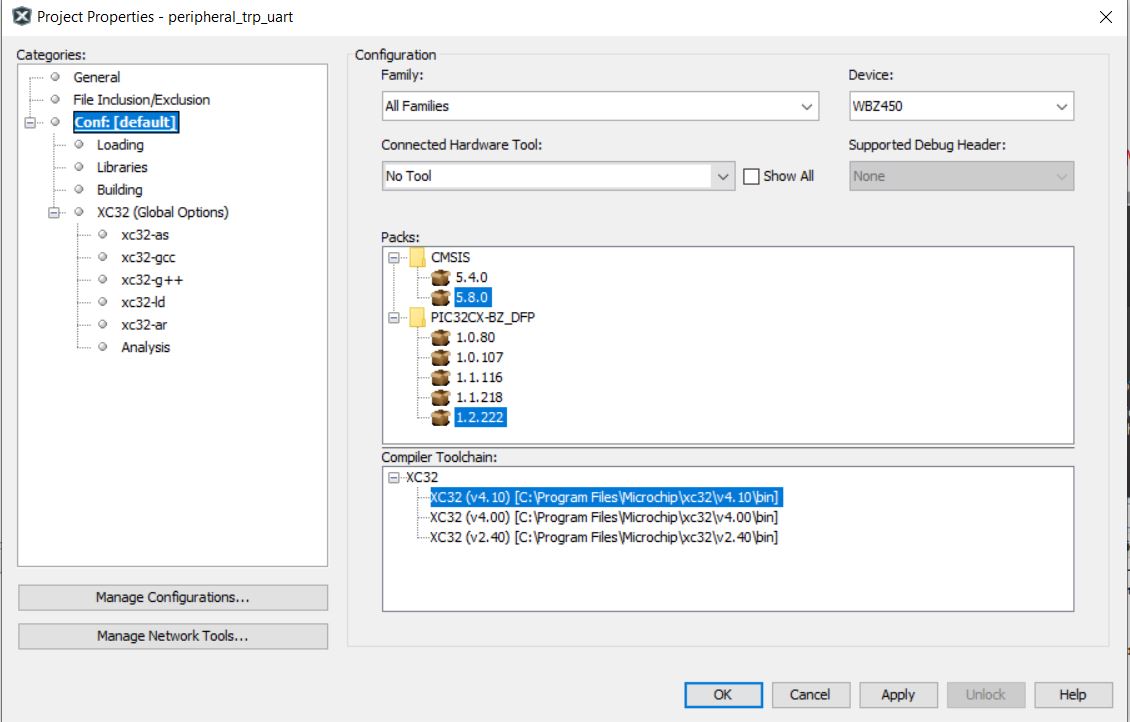 Project Properties - peripheral_trp_uart
Categories:
General
File Inclusion/Exclusion
Conf: [default]
Loading
Libraries
Building
XC32 (Global Options)
xc32-as
xc32-gcc
xc32-g++
xc32-ld
xc32-ar
Analysis
Manage Configurations...
Manage Network Tools...
Configuration
Family:
All Families
Device:
WBZ450
Connected Hardware Tool:
No Tool
Show All
Supported Debug Header:
None
Packs:
CMSIS
5.4.0
5.8.0
PIC32CX-BZ_DFP
1.0.80
1.0.107
1.1.116
1.1.218
1.2.222
Compiler Toolchain:
XC32
XC32 (v4.10) [C:\Program Files\Microchip\xc32\v4.10\bin]
XC32 (v4.00) [C:\Program Files\Microchip\xc32\v4.00\bin]
XC32 (v2.40) [C:\Program Files\Microchip\xc32\v2.40\bin]
OK
Cancel
Apply
Unlock
Help